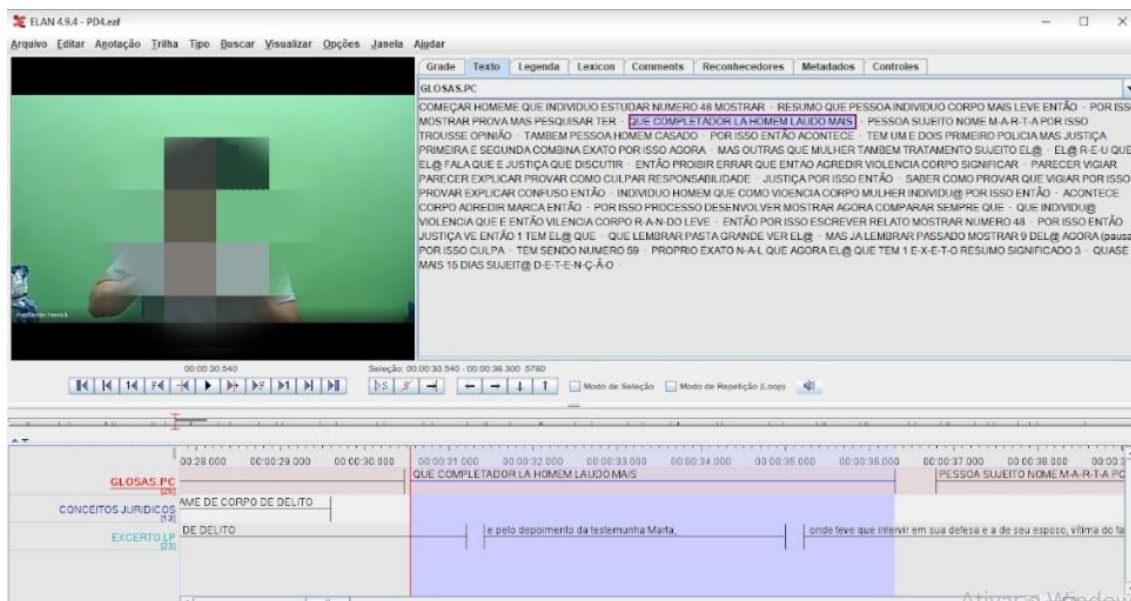 ELAN 4.9.4 - PD4.eaf
Arquivo Editar Anotação Trilha Tipo Buscar Visualizar Opções Janela Ajudar
Grade Texto Legenda Lexicon Comments Reconhecedores Metadados Controles
GLOSAS.PC
COMEÇAR HOMEME QUE INDIVIDUO ESTUDAR NUMERO 48 MOSTRAR · RESUMO QUE PESSOA INDIVIDUO CORPO MAIS LEVE ENTÃO · POR ISSO
MOSTRAR PROVA MAS PESQUISAR TER · QUE COMPLETADOR LA HOMEM LAUDO MAIS · PESSOA SUJEITO NOME M-A-R-T-A POR ISSO
TROUSSE OPINIÃO · TAMBEM PESSOA HOMEM CASADO · POR ISSO ENTÃO ACONTECE · TEM UM E DOIS PRIMEIRO POLICIA MAS JUSTIÇA
PRIMEIRA E SEGUNDA COMBINA EXATO POR ISSO AGORA · MAS OUTRAS QUE MULHER TAMBEM TRATAMENTO SUJEITO EL@ · EL@ R-E-U QUE
EL@ FALA QUE E JUSTIÇA QUE DISCUTIR · ENTÃO PROIBIR ERRAR QUE ENTAO AGREDIR VIOLENCIA CORPO SIGNIFICAR · PARECER VIGIAR
PARECER EXPLICAR PROVAR COMO CULPAR RESPONSABILIDADE · JUSTIÇA POR ISSO ENTÃO · SABER COMO PROVAR QUE VIGIAR POR ISSO
PROVAR EXPLICAR CONFUSO ENTÃO · INDIVIDUO HOMEM QUE COMO VIOENCIA CORPO MULHER INDIVIDU@ POR ISSO ENTÃO · ACONTECE
CORPO ADREDIR MARCA ENTÃO · POR ISSO PROCESSO DESENVOLVER MOSTRAR AGORA COMPARAR SEMPRE QUE · QUE INDIVIDU@
VIOLENCIA QUE E ENTÃO VILENCIA CORPO R-A-N-DO LEVE · ENTÃO POR ISSO ESCREVER RELATO MOSTRAR NUMERO 48 · POR ISSO ENTÃO
JUSTIÇA VE ENTÃO 1 TEM EL@ QUE · QUE LEMBRAR PASTA GRANDE VER EL@ · MAS JA LEMBRAR PASSADO MOSTRAR 9 DEL@ AGORA (pausa
POR ISSO CULPA · TEM SENDO NUMERO 59 · PROPRIO EXATO N-A-L QUE AGORA EL@ QUE TEM 1 E-X-E-T-O RESUMO SIGNIFICADO 3 · QUASE
MAIS 15 DIAS SUJEIT@ D-E-T-E-N-Ç-Ã-O ·
00:00:30.540
Seleção: 00:00:30.540 - 00:00:36.300 5760
Modo de Seleção Modo de Repetição (Loop)
00:28.000 00:00:29.000 00:00:30.000 00:00:31.000 00:00:32.000 00:00:33.000 00:00:34.000 00:00:35.000 00:00:36.000 00:00:37.000 00:00:38.000 00:00:3
GLOSAS.PC QUE COMPLETADOR LA HOMEM LAUDO MAIS PESSOA SUJEITO NOME M-A-R-T-A PO
CONCEITOS JURIDICOS AME DE CORPO DE DELITO
[13]
EXCERTO.LP DE DELITO e pelo depoimento da testemunha Marta, onde teve que intervir em sua defesa e a de seu esposo, vítima do fa
[23]
Ativar o Windows